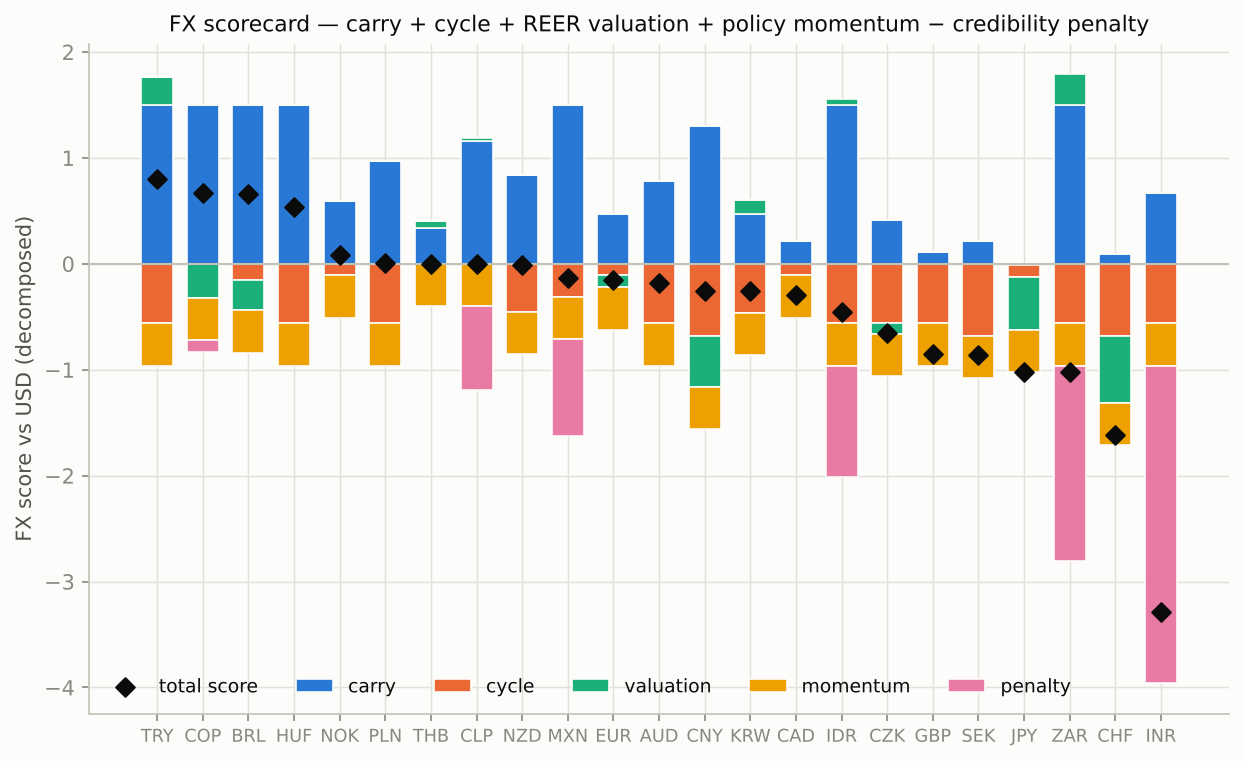 FX scorecard — carry + cycle + REER valuation + policy momentum − credibility penalty
FX score vs USD (decomposed)
2
1
0
−1
−2
−3
−4
total score carry cycle valuation momentum penalty
TRY COP BRL HUF NOK PLN THB CLP NZD MXN EUR AUD CNY KRW CAD IDR CZK GBP SEK JPY ZAR CHF INR